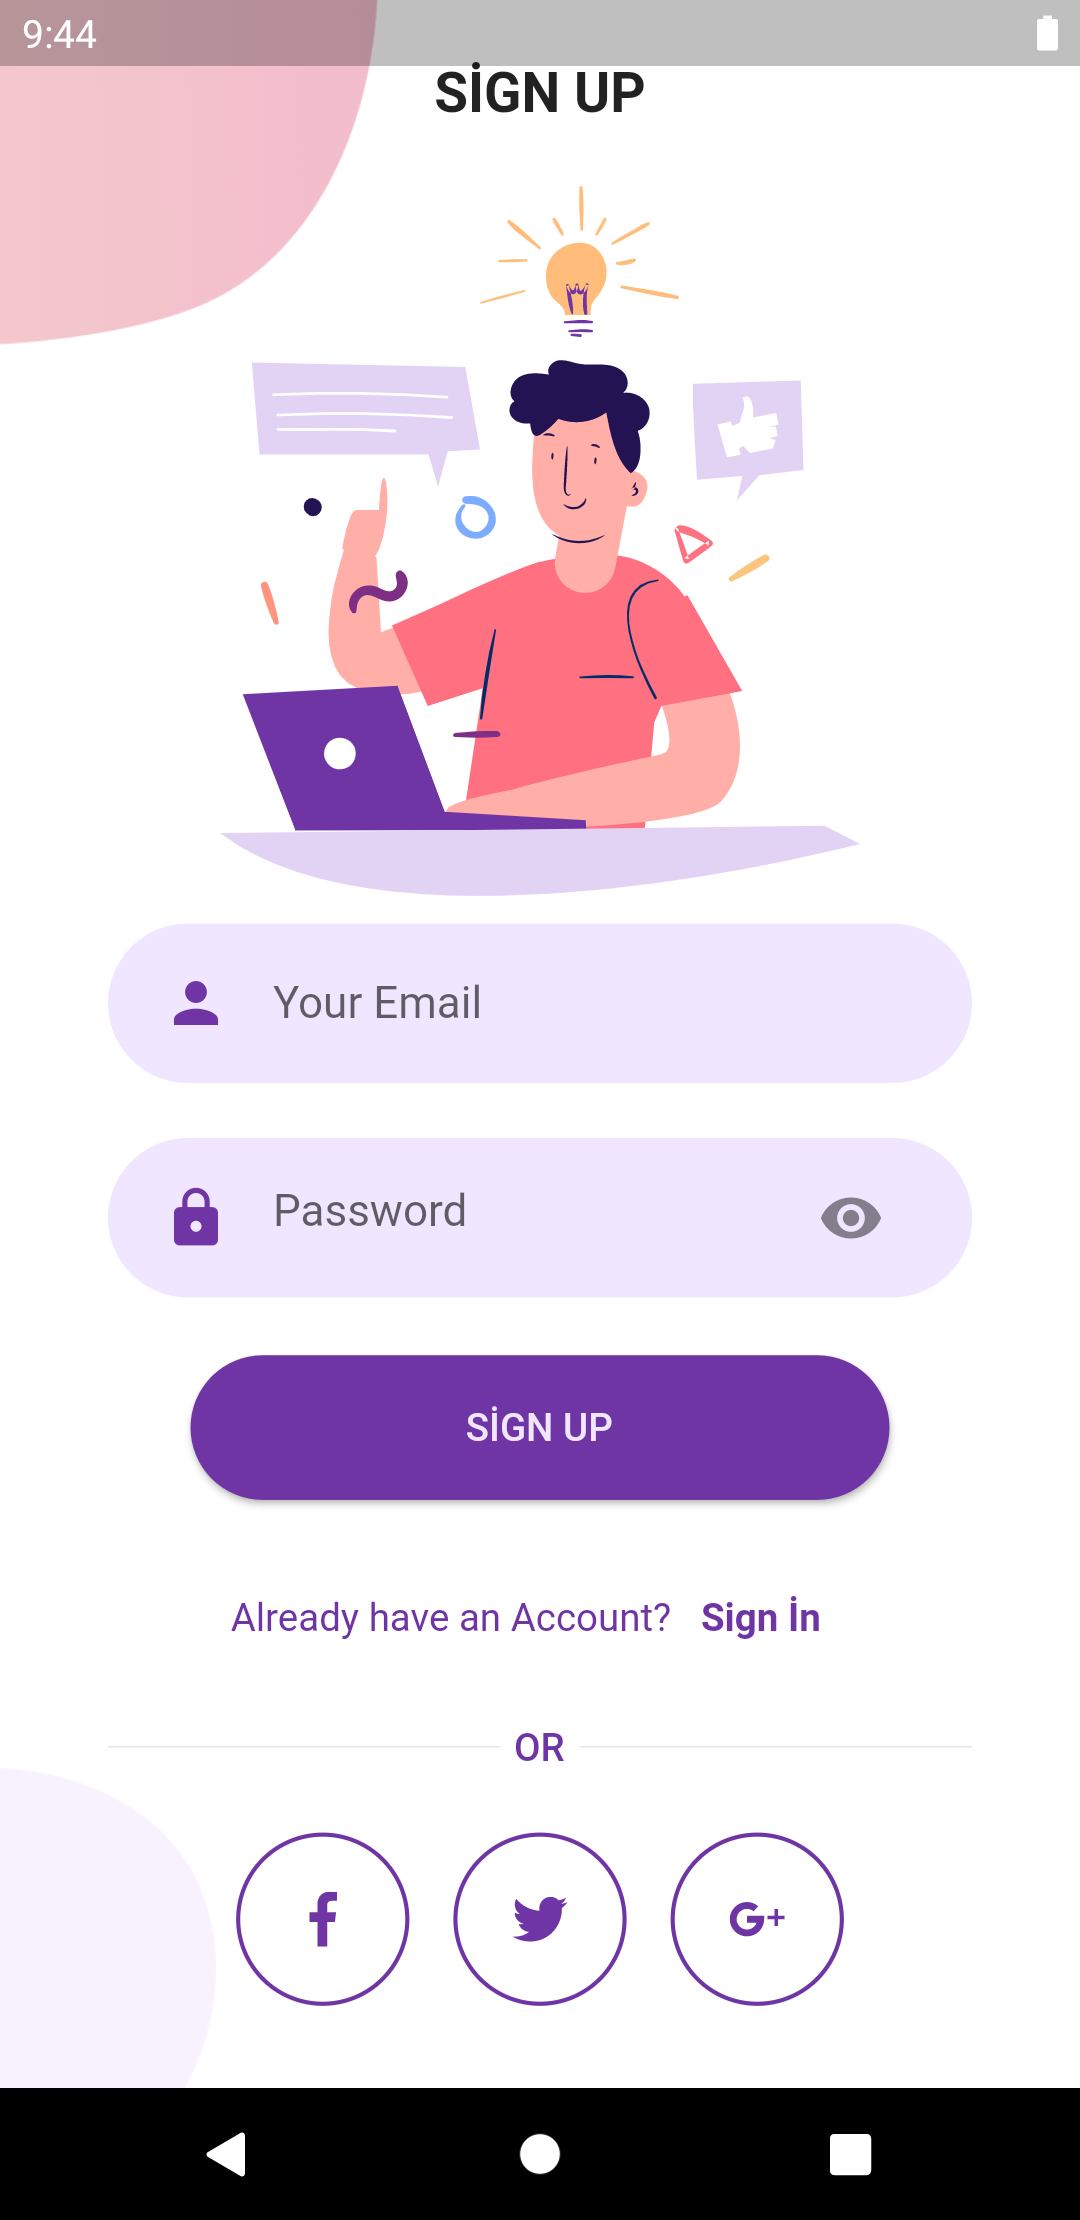 9:44
SİGN UP
Your Email
Password
SİGN UP
Already have an Account? Sign İn
OR
G+